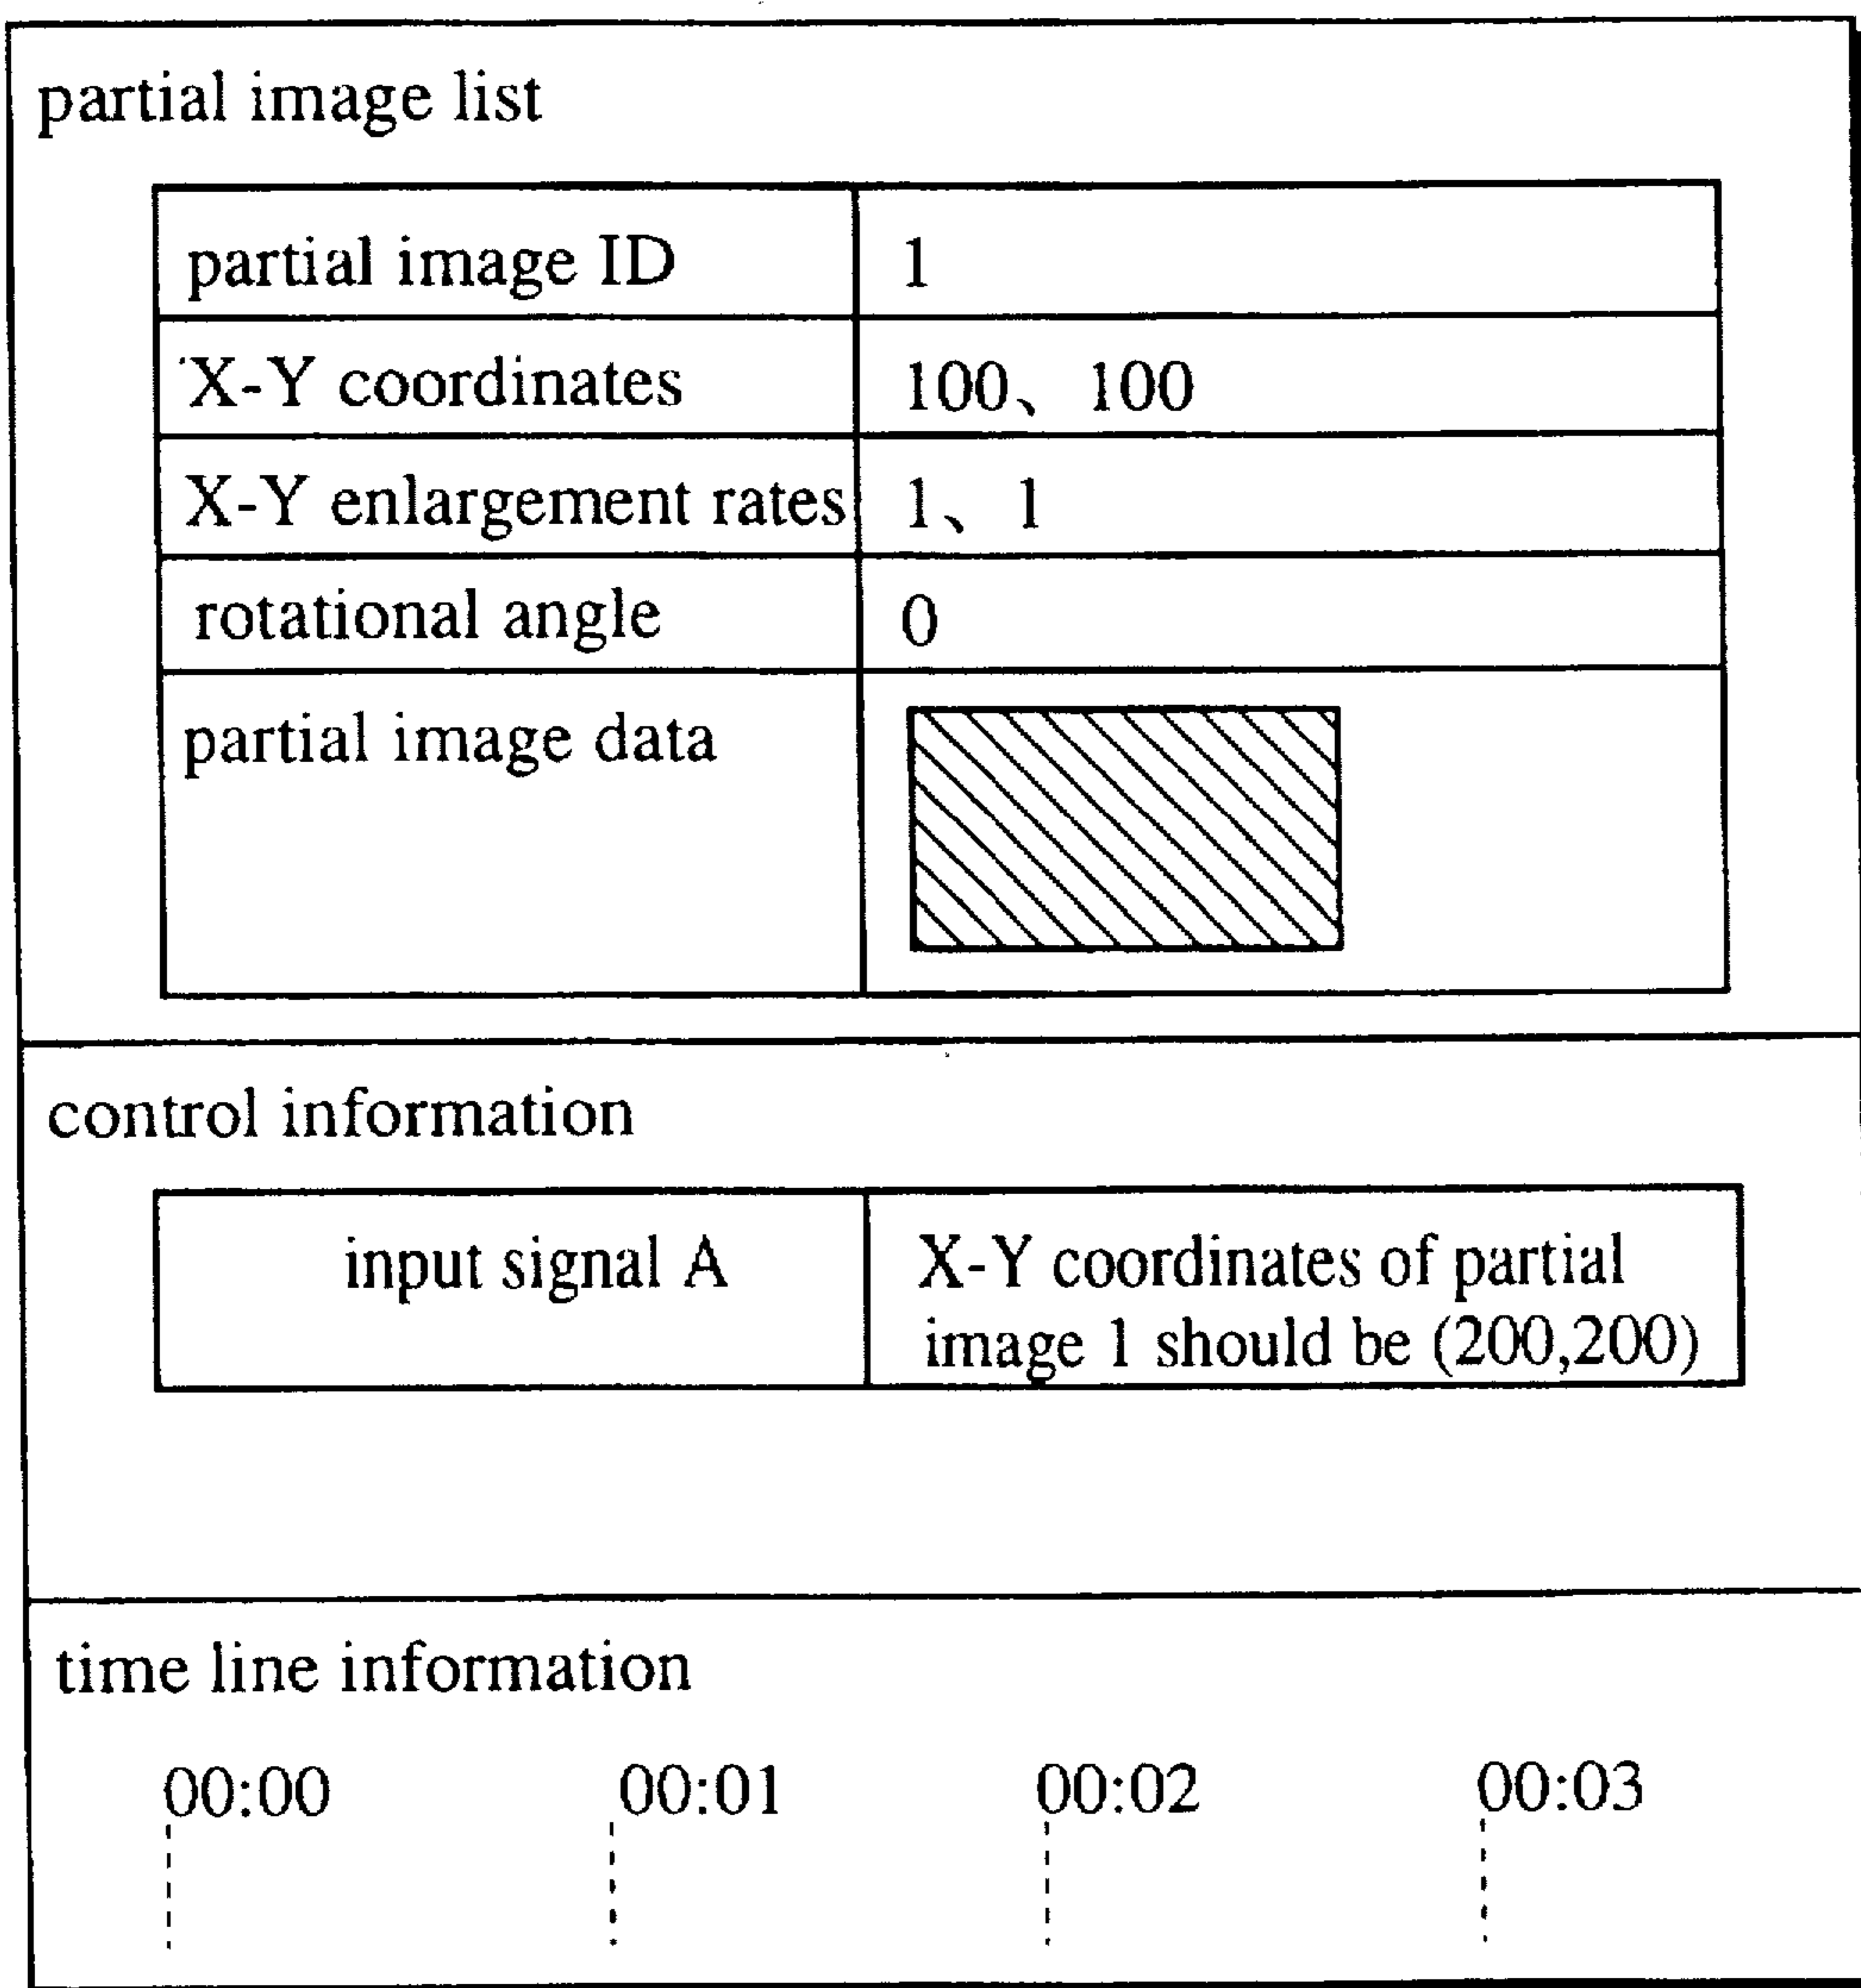 partial image list
partial image ID 1
X-Y coordinates 100、 100
X-Y enlargement rates 1、 1
rotational angle 0
partial image data
control information
input signal A X-Y coordinates of partial
image 1 should be (200,200)
time line information
00:00 00:01 00:02 00:03